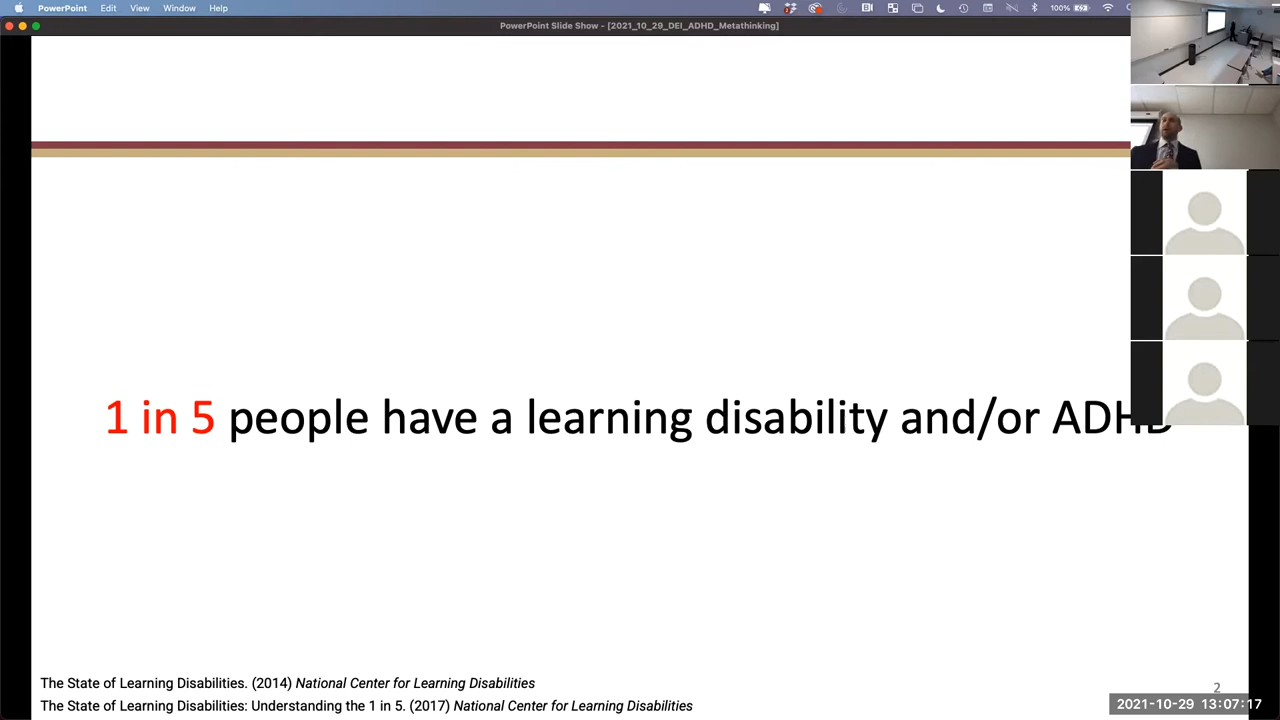 PowerPoint Edit View Window Help 100%
PowerPoint Slide Show - [2021_10_29_DEI_ADHD_Metathinking]
1 in 5 people have a learning disability and/or ADHD
The State of Learning Disabilities. (2014) National Center for Learning Disabilities
The State of Learning Disabilities: Understanding the 1 in 5. (2017) National Center for Learning Disabilities
2
2021-10-29 13:07:17